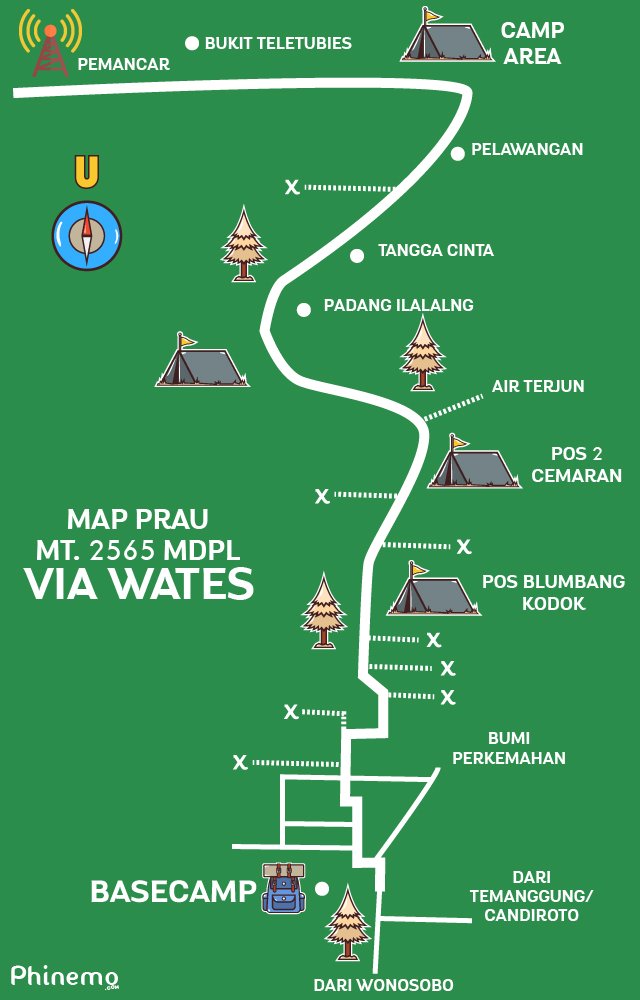 PEMANCAR
BUKIT TELETUBIES
CAMP
AREA
PELAWANGAN
U
X
TANGGA CINTA
PADANG ILALALNG
AIR TERJUN
POS 2
CEMARAN
X
MAP PRAU
MT. 2565 MDPL
VIA WATES
X
POS BLUMBANG
KODOK
X
X
X
X
BUMI
PERKEMAHAN
X
BASECAMP
DARI
TEMANGGUNG/
CANDIROTO
Phinemo
.COM
DARI WONOSOBO